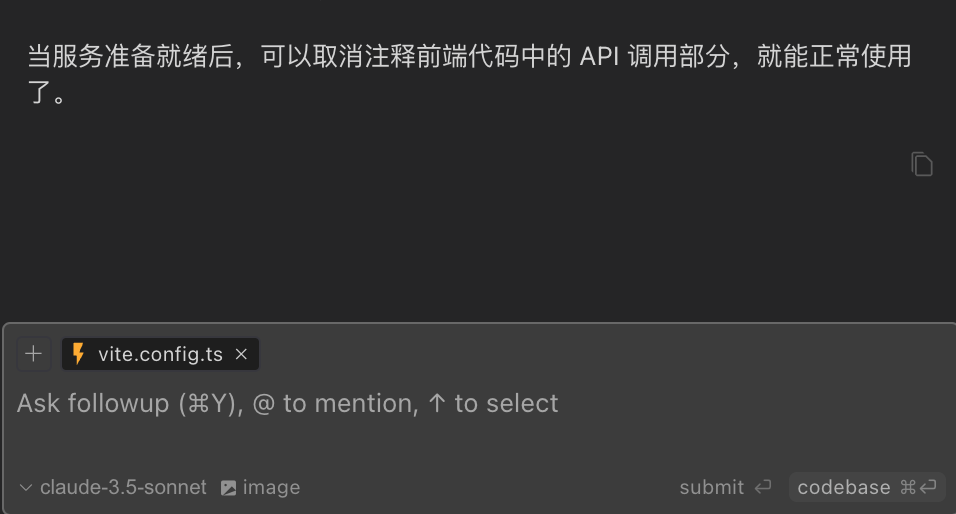 当服务准备就绪后，可以取消注释前端代码中的 API 调用部分，就能正常使用
了。
vite.config.ts ×
Ask followup (⌘Y), @ to mention, ↑ to select
claude-3.5-sonnet image submit ⏎ codebase ⌘⏎